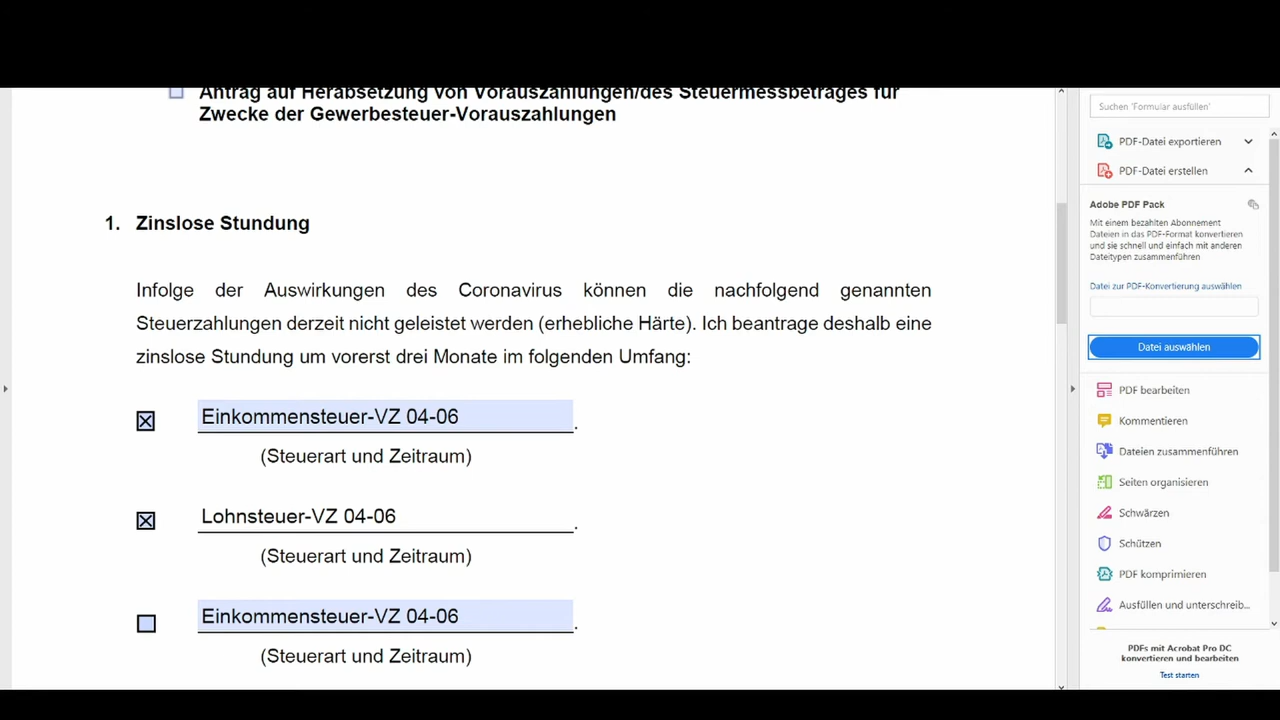 Antrag auf Herabsetzung von Vorauszahlungen/des Steuermessbetrages für
Zwecke der Gewerbesteuer-Vorauszahlungen
1. Zinslose Stundung
Infolge der Auswirkungen des Coronavirus können die nachfolgend genannten
Steuerzahlungen derzeit nicht geleistet werden (erhebliche Härte). Ich beantrage deshalb eine
zinslose Stundung um vorerst drei Monate im folgenden Umfang:
Einkommensteuer-VZ 04-06 .
(Steuerart und Zeitraum)
Lohnsteuer-VZ 04-06 .
(Steuerart und Zeitraum)
Einkommensteuer-VZ 04-06 .
(Steuerart und Zeitraum)
Suchen 'Formular ausfüllen'
PDF-Datei exportieren
PDF-Datei erstellen
Adobe PDF Pack
Mit einem bezahlten Abonnement
Dateien in das PDF-Format konvertieren
und sie schnell und einfach mit anderen
Dateitypen zusammenführen
Datei zur PDF-Konvertierung auswählen
Datei auswählen
PDF bearbeiten
Kommentieren
Dateien zusammenführen
Seiten organisieren
Schwärzen
Schützen
PDF komprimieren
Ausfüllen und unterschreib...
PDFs mit Acrobat Pro DC
konvertieren und bearbeiten
Test starten